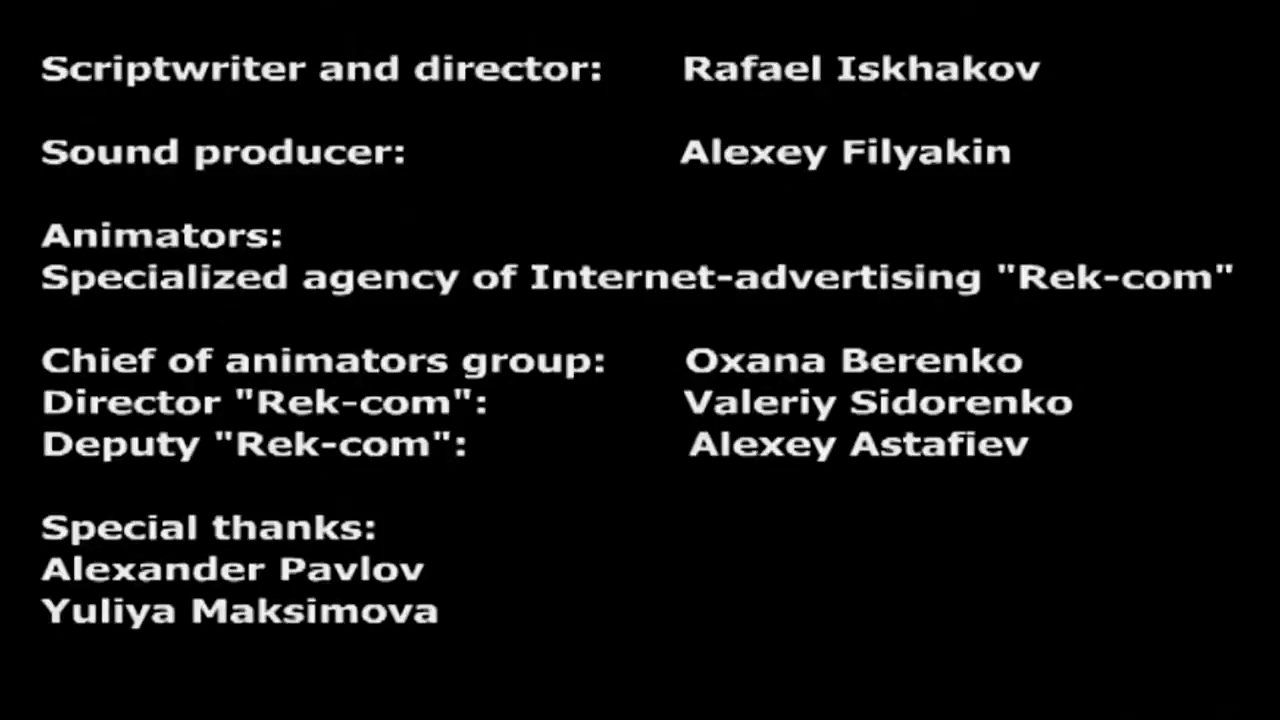 Scriptwriter and director: Rafael Iskhakov
Sound producer: Alexey Filyakin
Animators:
Specialized agency of Internet-advertising "Rek-com"
Chief of animators group: Oxana Berenko
Director "Rek-com": Valeriy Sidorenko
Deputy "Rek-com": Alexey Astafiev
Special thanks:
Alexander Pavlov
Yuliya Maksimova